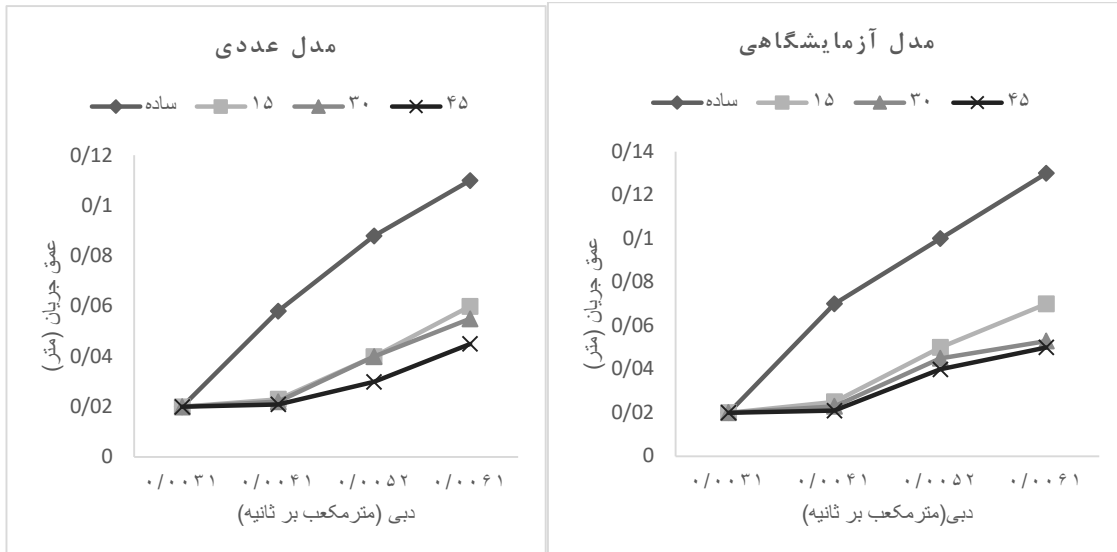 مدل عددی
ساده ۱۵ ۳۰ ۴۵
0/12
0/1
0/08
0/06
0/04
0/02
0
عمق جریان (متر)
۰/۰۰۳۱ ۰/۰۰۴۱ ۰/۰۰۵۲ ۰/۰۰۶۱
دبی (مترمکعب بر ثانیه)
مدل آزمایشگاهی
ساده ۱۵ ۳۰ ۴۵
0/14
0/12
0/1
0/08
0/06
0/04
0/02
0
عمق جریان (متر)
۰/۰۰۳۱ ۰/۰۰۴۱ ۰/۰۰۵۲ ۰/۰۰۶۱
دبی(مترمکعب بر ثانیه)